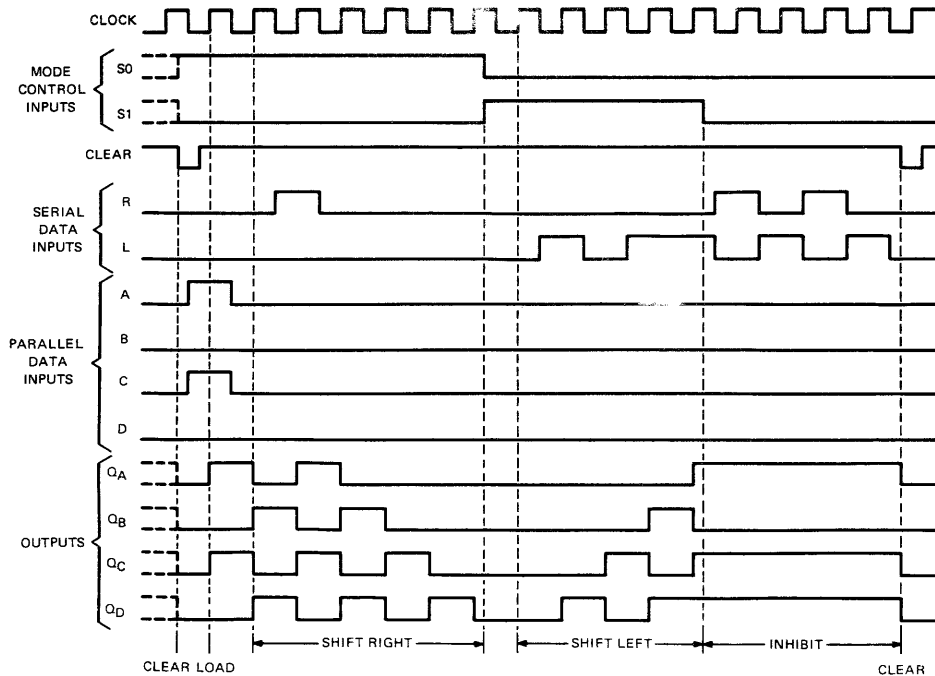 CLOCK
MODE
CONTROL
INPUTS
S0
S1
CLEAR
SERIAL
DATA
INPUTS
R
L
PARALLEL
DATA
INPUTS
A
B
C
D
OUTPUTS
QA
QB
QC
QD
SHIFT RIGHT
SHIFT LEFT
INHIBIT
CLEAR LOAD
CLEAR